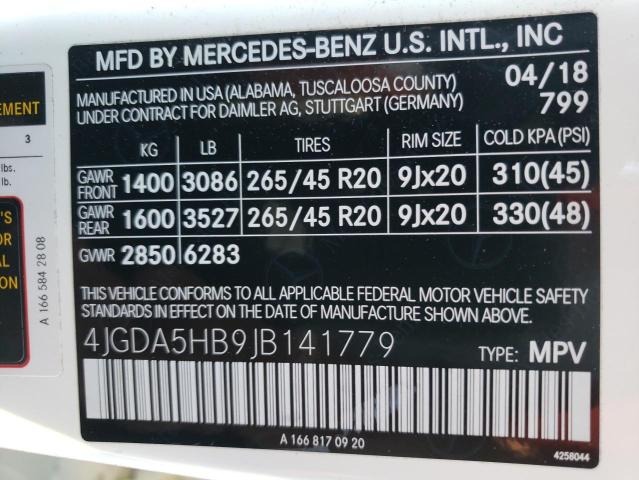 MFD BY MERCEDES-BENZ U.S. INTL., INC
MANUFACTURED IN USA (ALABAMA, TUSCALOOSA COUNTY) 04/18
UNDER CONTRACT FOR DAIMLER AG, STUTTGART (GERMANY) 799
KG LB TIRES RIM SIZE COLD KPA(PSI)
GAWR FRONT 1400 3086 265/45 R20 9Jx20 310(45)
GAWR REAR 1600 3527 265/45 R20 9Jx20 330(48)
GVWR 2850 6283
THIS VEHICLE CONFORMS TO ALL APPLICABLE FEDERAL MOTOR VEHICLE SAFETY
STANDARDS IN EFFECT ON THE DATE OF MANUFACTURE SHOWN ABOVE.
4JGDA5HB9JB141779 TYPE: MPV
A 166 817 09 20
4258044
EMENT
3
lbs.
lb.
'S
FOR
AL
ION
A 166 584 28 08